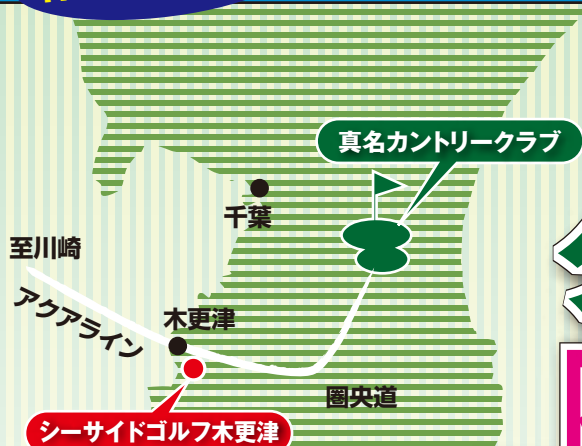 真名カントリークラブ
千葉
至川崎
アクアライン
木更津
圏央道
シーサイドゴルフ木更津